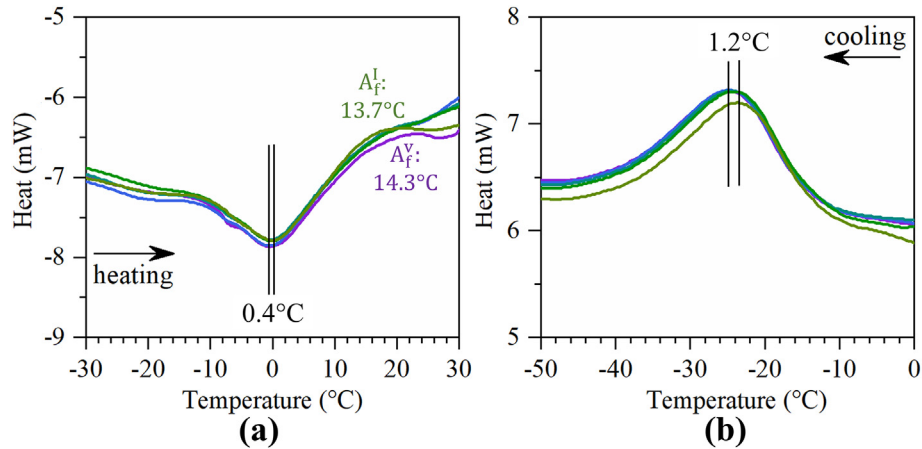 -5
-6
-7
-8
-9
Heat (mW)
A_f^I:
13.7°C
A_f^v:
14.3°C
heating
0.4°C
-30 -20 -10 0 10 20 30
Temperature (°C)
(a)
8
7
6
5
Heat (mW)
1.2°C
cooling
-50 -40 -30 -20 -10 0
Temperature (°C)
(b)